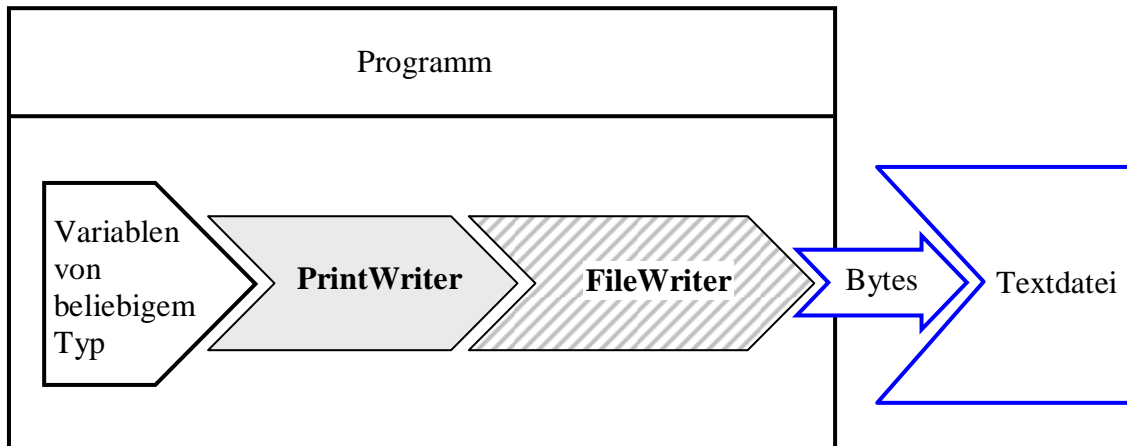 Programm
Variablen
von
beliebigem
Typ
PrintWriter
FileWriter
Bytes
Textdatei